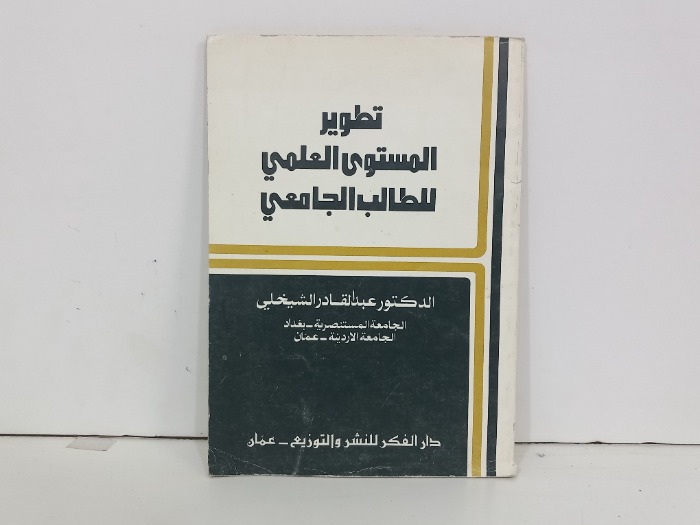 تطوير
المستوى العلمي
للطالب الجامعي
الدكتور عبدالقادر الشيخلي
الجامعة المستنصرية - بغداد
الجامعة الاردنية - عمان
دار الفكر للنشر والتوزيع - عمان